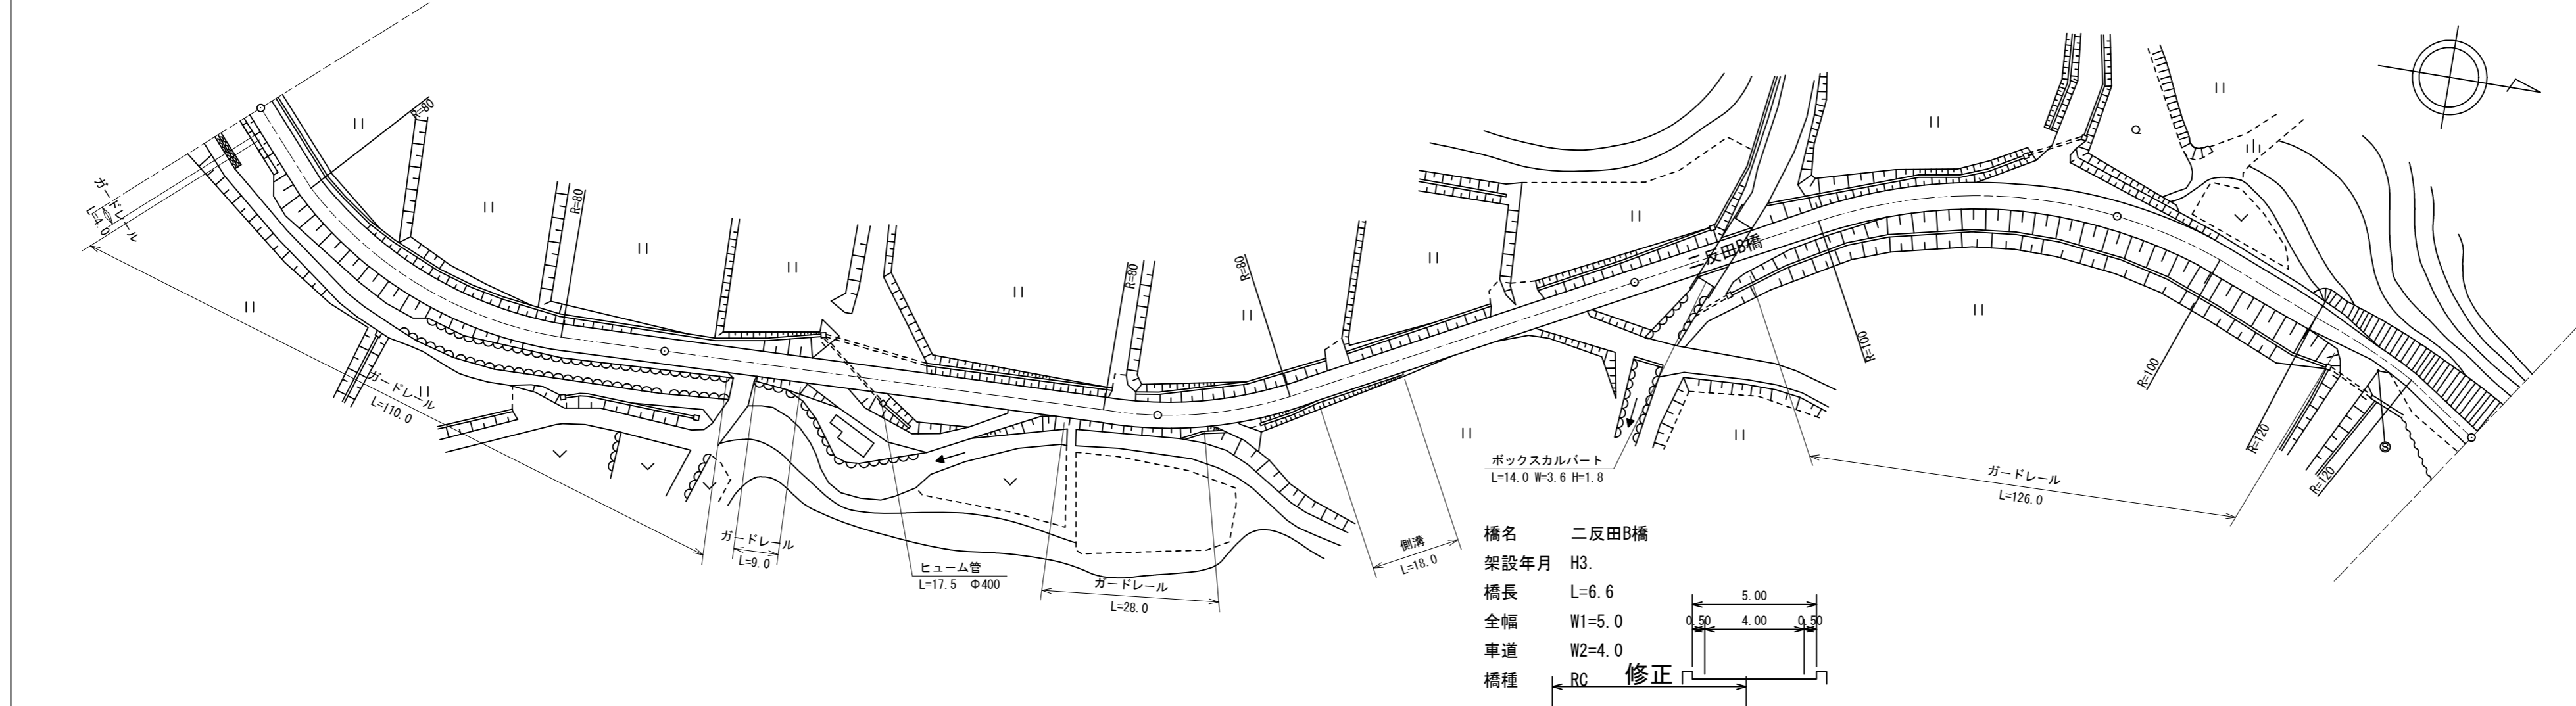 R=80
ガードレール
L=4.0
R=80
ガードレール
L=110.0
ガードレール
L=9.0
ヒューム管
L=17.5 Φ400
R=80
R=80
ガードレール
L=28.0
側溝
L=18.0
二反田B橋
ボックスカルバート
L=14.0 W=3.6 H=1.8
R=100
R=100
ガードレール
L=126.0
R=120
R=120
Q
S
橋名 二反田B橋
架設年月 H3.
橋長 L=6.6
全幅 W1=5.0
車道 W2=4.0
橋種 RC
修正
5.00
0.50 4.00 0.50